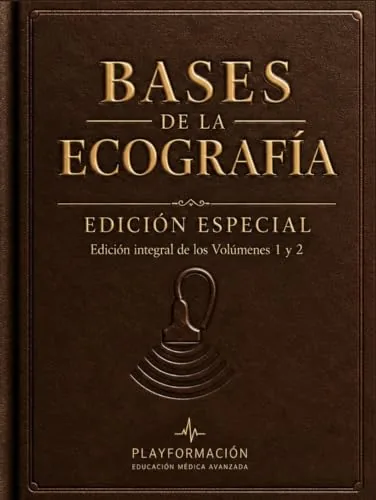 BASES
DE LA
ECOGRAFÍA
EDICIÓN ESPECIAL
Edición integral de los Volúmenes 1 y 2
PLAYFORMACIÓN
EDUCACIÓN MÉDICA AVANZADA